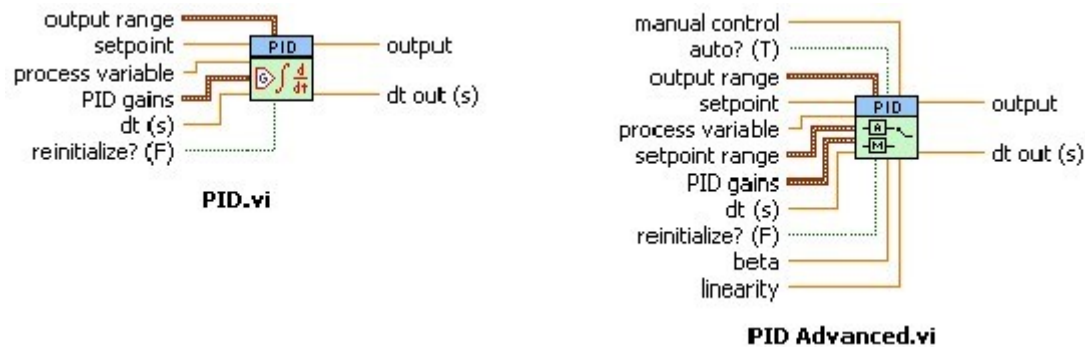 output range
setpoint
process variable
PID gains
dt (s)
reinitialize? (F)
PID
G
d
dt
output
dt out (s)
PID.vi
manual control
auto? (T)
output range
setpoint
process variable
setpoint range
PID gains
dt (s)
reinitialize? (F)
beta
linearity
PID
A
M
output
dt out (s)
PID Advanced.vi